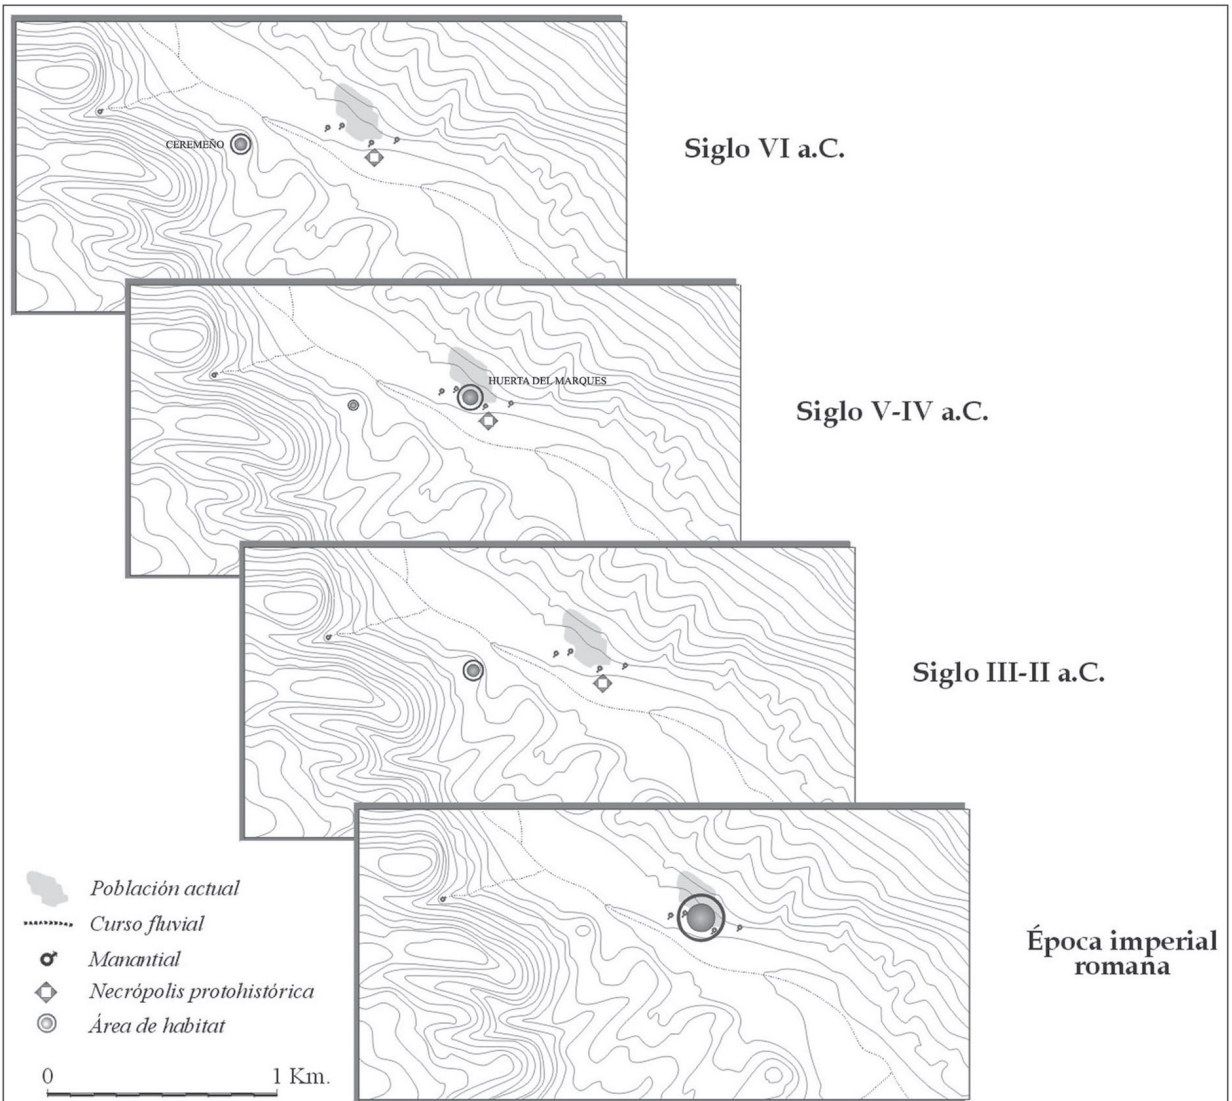 CEREMEÑO
Siglo VI a.C.
HUERTA DEL MARQUES
Siglo V-IV a.C.
Siglo III-II a.C.
Época imperial
romana
Población actual
Curso fluvial
Manantial
Necrópolis protohistórica
Área de habitat
0 1 Km.